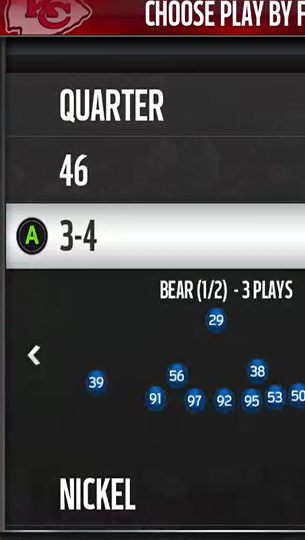 KC
CHOOSE PLAY BY F
QUARTER
46
A 3-4
BEAR (1/2) - 3 PLAYS
29
39 56 38
91 97 92 95 53 50
NICKEL